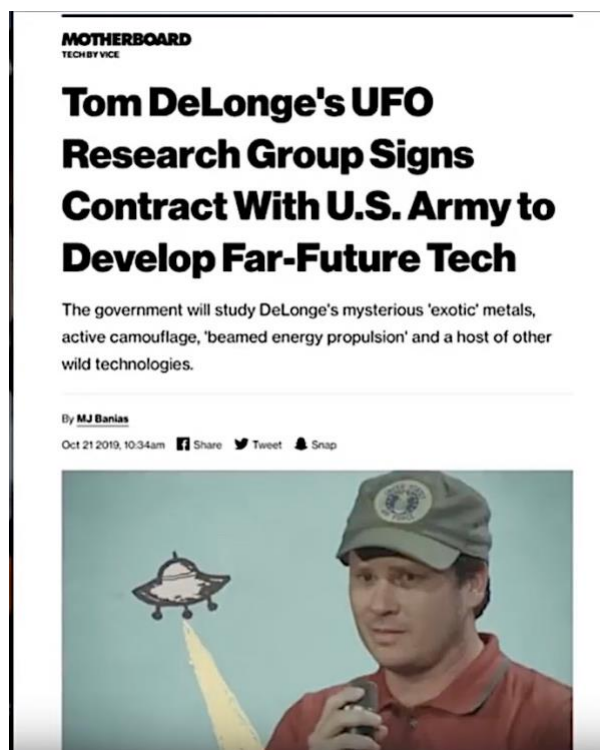 MOTHERBOARD
TECH BY VICE
Tom DeLonge's UFO
Research Group Signs
Contract With U.S. Army to
Develop Far-Future Tech
The government will study DeLonge's mysterious 'exotic' metals,
active camouflage, 'beamed energy propulsion' and a host of other
wild technologies.
By MJ Banias
Oct 21 2019, 10:34am Share Tweet Snap